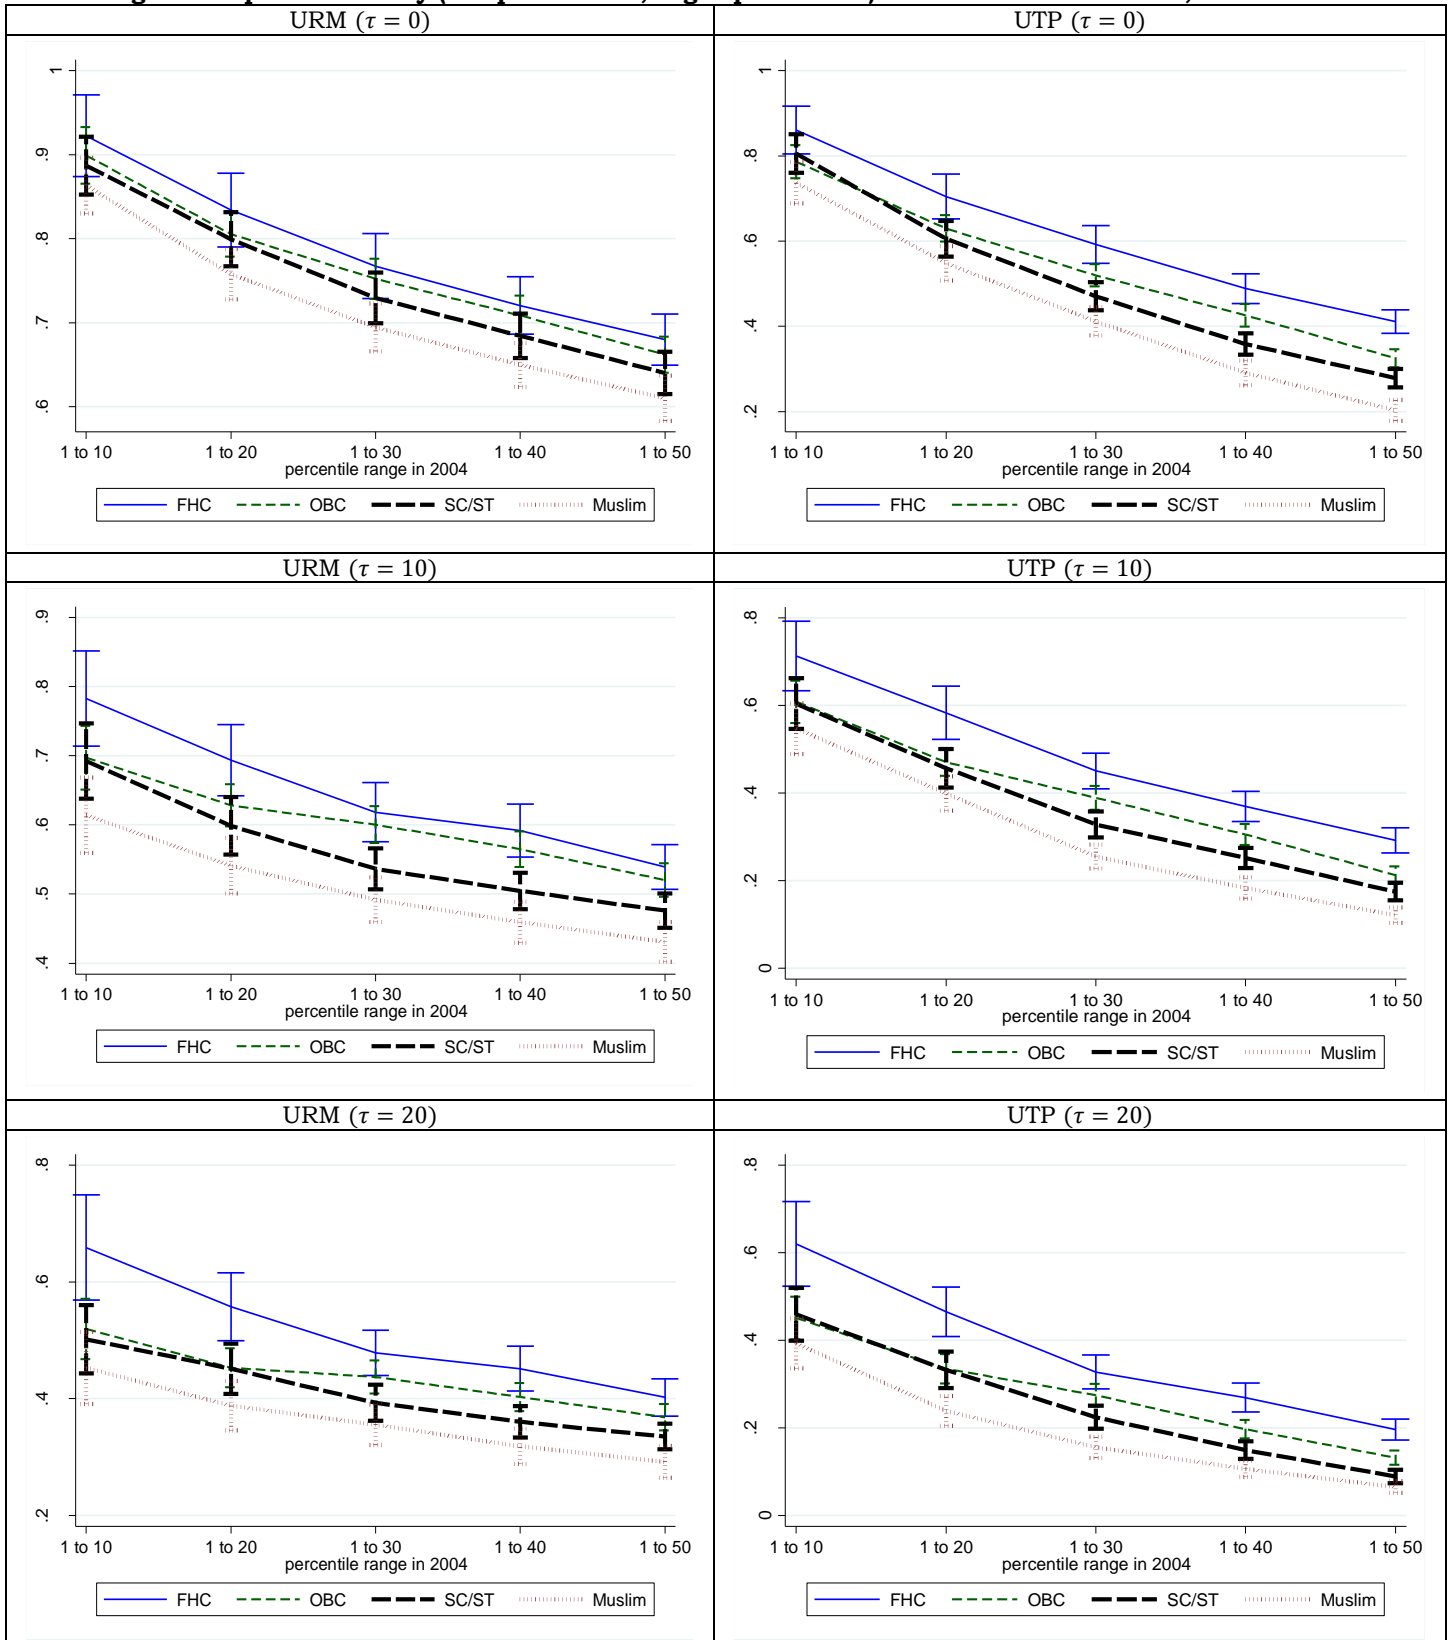 URM (τ = 0)
UTP (τ = 0)
1
.9
.8
.7
.6
1 to 10 1 to 20 1 to 30 1 to 40 1 to 50
percentile range in 2004
FHC OBC SC/ST Muslim
1
.8
.6
.4
.2
1 to 10 1 to 20 1 to 30 1 to 40 1 to 50
percentile range in 2004
FHC OBC SC/ST Muslim
URM (τ = 10)
UTP (τ = 10)
.9
.8
.7
.6
.5
.4
1 to 10 1 to 20 1 to 30 1 to 40 1 to 50
percentile range in 2004
FHC OBC SC/ST Muslim
.8
.6
.4
.2
0
1 to 10 1 to 20 1 to 30 1 to 40 1 to 50
percentile range in 2004
FHC OBC SC/ST Muslim
URM (τ = 20)
UTP (τ = 20)
.8
.6
.4
.2
1 to 10 1 to 20 1 to 30 1 to 40 1 to 50
percentile range in 2004
FHC OBC SC/ST Muslim
.8
.6
.4
.2
0
1 to 10 1 to 20 1 to 30 1 to 40 1 to 50
percentile range in 2004
FHC OBC SC/ST Muslim